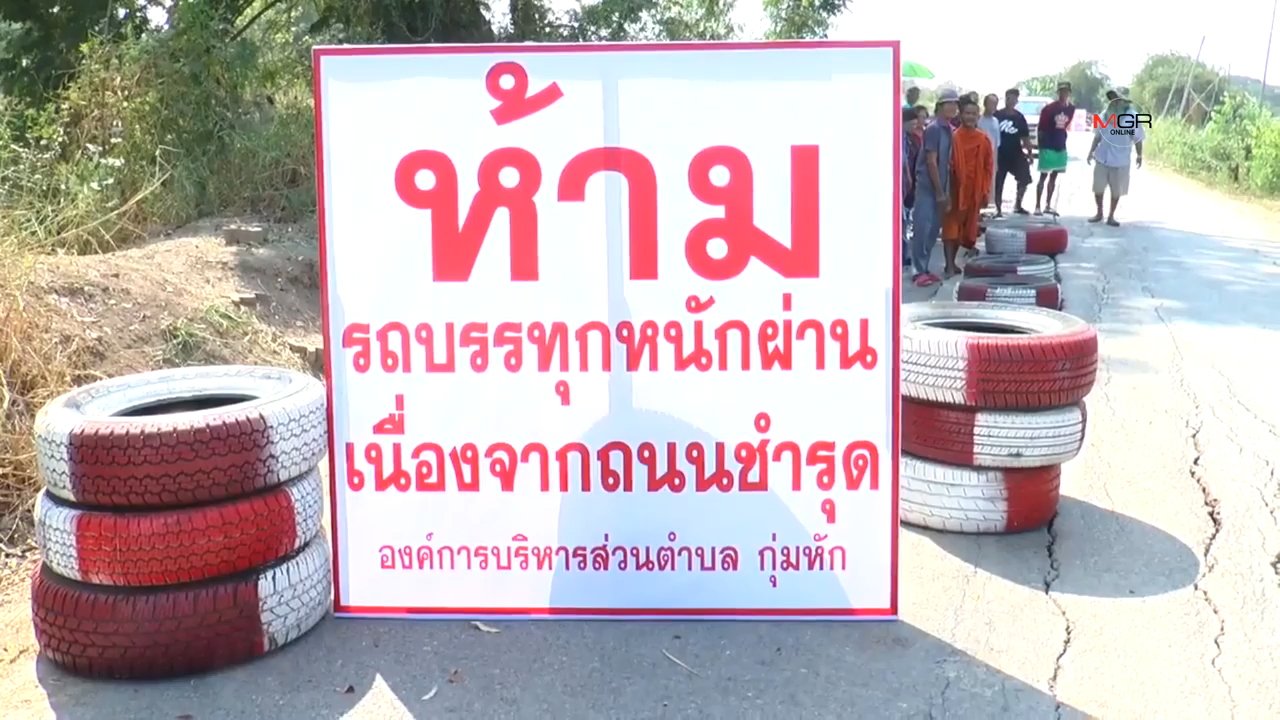 ห้าม
รถบรรทุกหนักผ่าน
เนื่องจากถนนชำรุด
องค์การบริหารส่วนตำบล กุ่มหัก
MGR
ONLINE